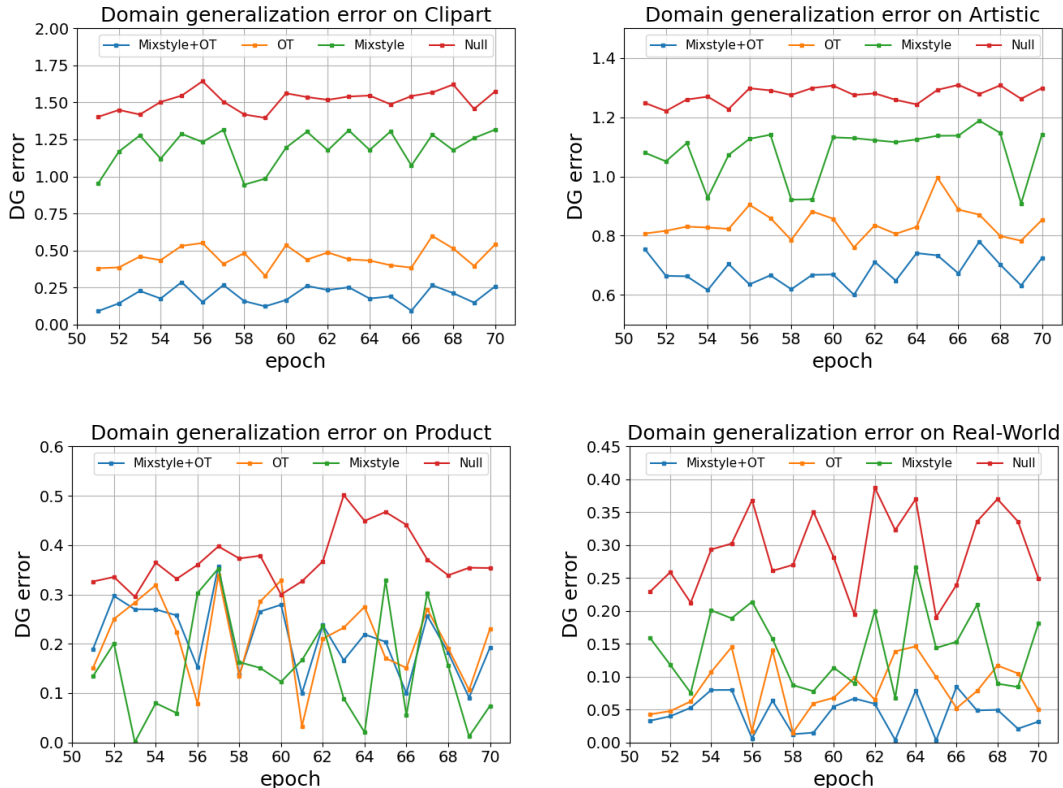 Domain generalization error on Clipart
Mixstyle+OT OT Mixstyle Null
DG error
2.00
1.75
1.50
1.25
1.00
0.75
0.50
0.25
0.00
50 52 54 56 58 60 62 64 66 68 70
epoch
Domain generalization error on Artistic
Mixstyle+OT OT Mixstyle Null
DG error
1.4
1.2
1.0
0.8
0.6
50 52 54 56 58 60 62 64 66 68 70
epoch
Domain generalization error on Product
Mixstyle+OT OT Mixstyle Null
DG error
0.6
0.5
0.4
0.3
0.2
0.1
0.0
50 52 54 56 58 60 62 64 66 68 70
epoch
Domain generalization error on Real-World
Mixstyle+OT OT Mixstyle Null
DG error
0.45
0.40
0.35
0.30
0.25
0.20
0.15
0.10
0.05
0.00
50 52 54 56 58 60 62 64 66 68 70
epoch